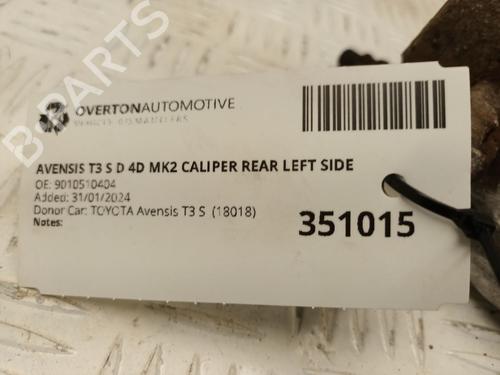 B-PARTS
OVERTONAUTOMOTIVE
VEHICLE DISMANTLERS
AVENSIS T3 S D 4D MK2 CALIPER REAR LEFT SIDE
OE: 9010510404
Added: 31/01/2024
Donor Car: TOYOTA Avensis T3 S (18018)
Notes:
351015